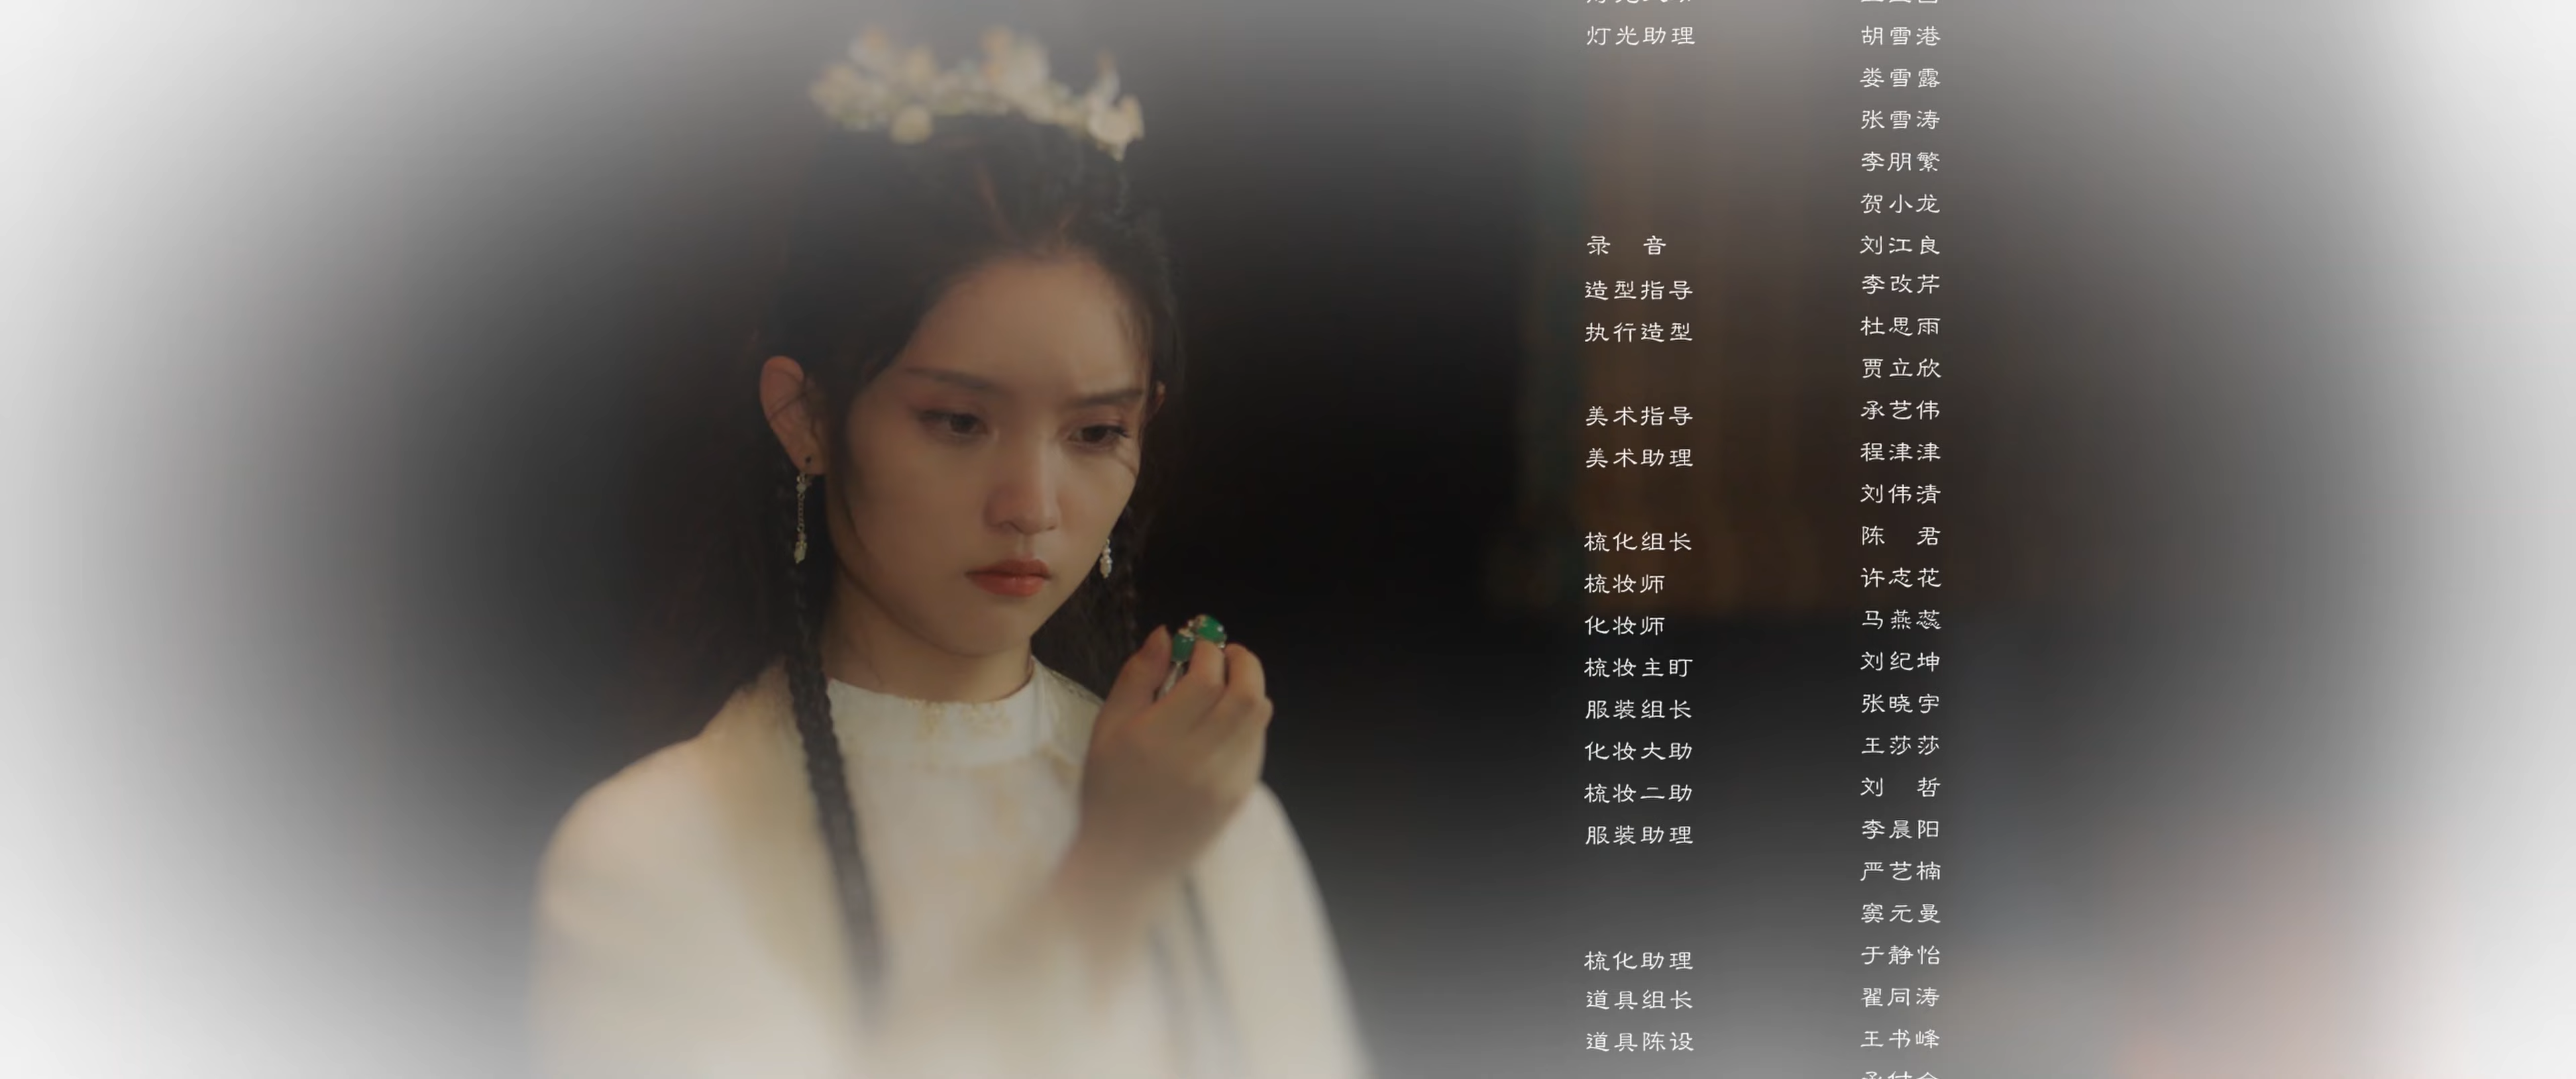 灯光助理 胡雪港
娄雪露
张雪涛
李朋繁
贺小龙
录 音 刘江良
造型指导 李改芹
执行造型 杜思雨
贾立欣
美术指导 承艺伟
美术助理 程津津
刘伟清
梳化组长 陈 君
梳妆师 许志花
化妆师 马燕蕊
梳妆主盯 刘纪坤
服装组长 张晓宇
化妆大助 王莎莎
梳妆二助 刘 哲
服装助理 李晨阳
严艺楠
窦元曼
梳化助理 于静怡
道具组长 翟同涛
道具陈设 王书峰